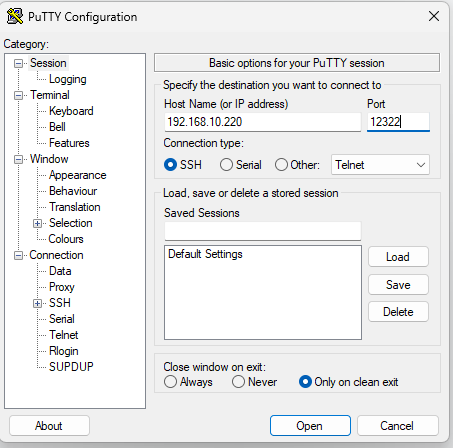 PuTTY Configuration
Category:
Session
Logging
Terminal
Keyboard
Bell
Features
Window
Appearance
Behaviour
Translation
Selection
Colours
Connection
Data
Proxy
SSH
Serial
Telnet
Rlogin
SUPDUP
Basic options for your PuTTY session
Specify the destination you want to connect to
Host Name (or IP address) Port
192.168.10.220 12322
Connection type:
SSH Serial Other: Telnet
Load, save or delete a stored session
Saved Sessions
Default Settings
Load
Save
Delete
Close window on exit:
Always Never Only on clean exit
About Open Cancel